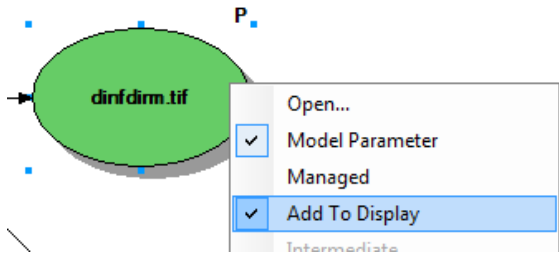 P
dinfdirm.tif
Open...
Model Parameter
Managed
Add To Display
Intermediate